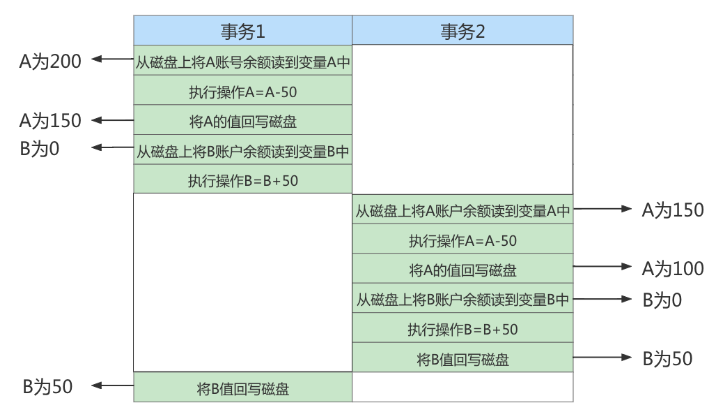 事务1 事务2
A为200 从磁盘上将A账号余额读到变量A中
执行操作A=A-50
A为150 将A的值回写磁盘
B为0 从磁盘上将B账户余额读到变量B中
执行操作B=B+50
从磁盘上将A账户余额读到变量A中 A为150
执行操作A=A-50
将A的值回写磁盘 A为100
从磁盘上将B账户余额读到变量B中 B为0
执行操作B=B+50
将B值回写磁盘 B为50
B为50 将B值回写磁盘